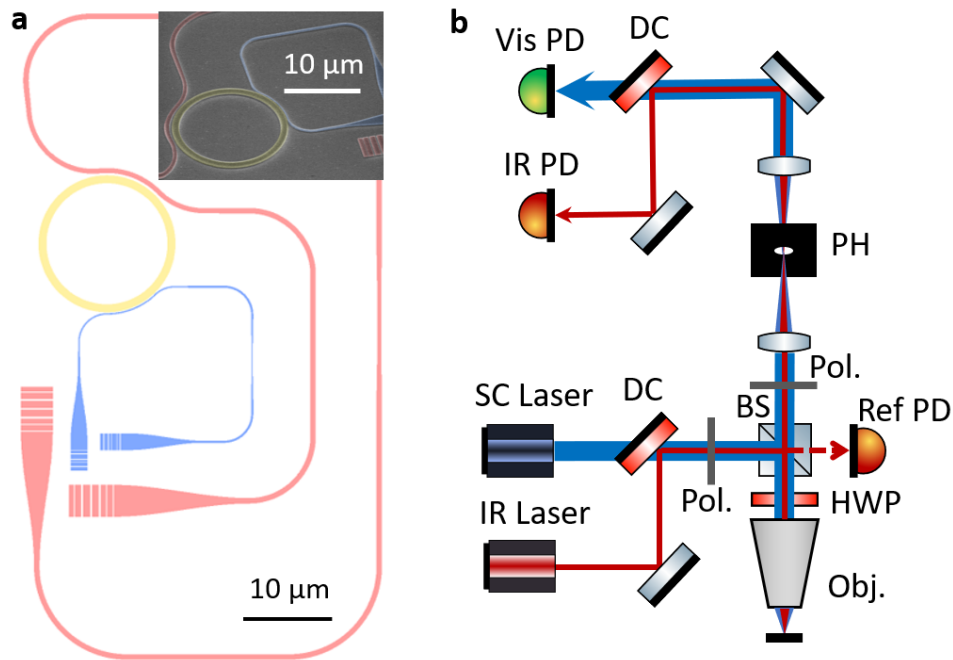 a
10 μm
10 μm
b
Vis PD
DC
IR PD
PH
Pol.
SC Laser
DC
BS
Ref PD
Pol.
HWP
IR Laser
Obj.